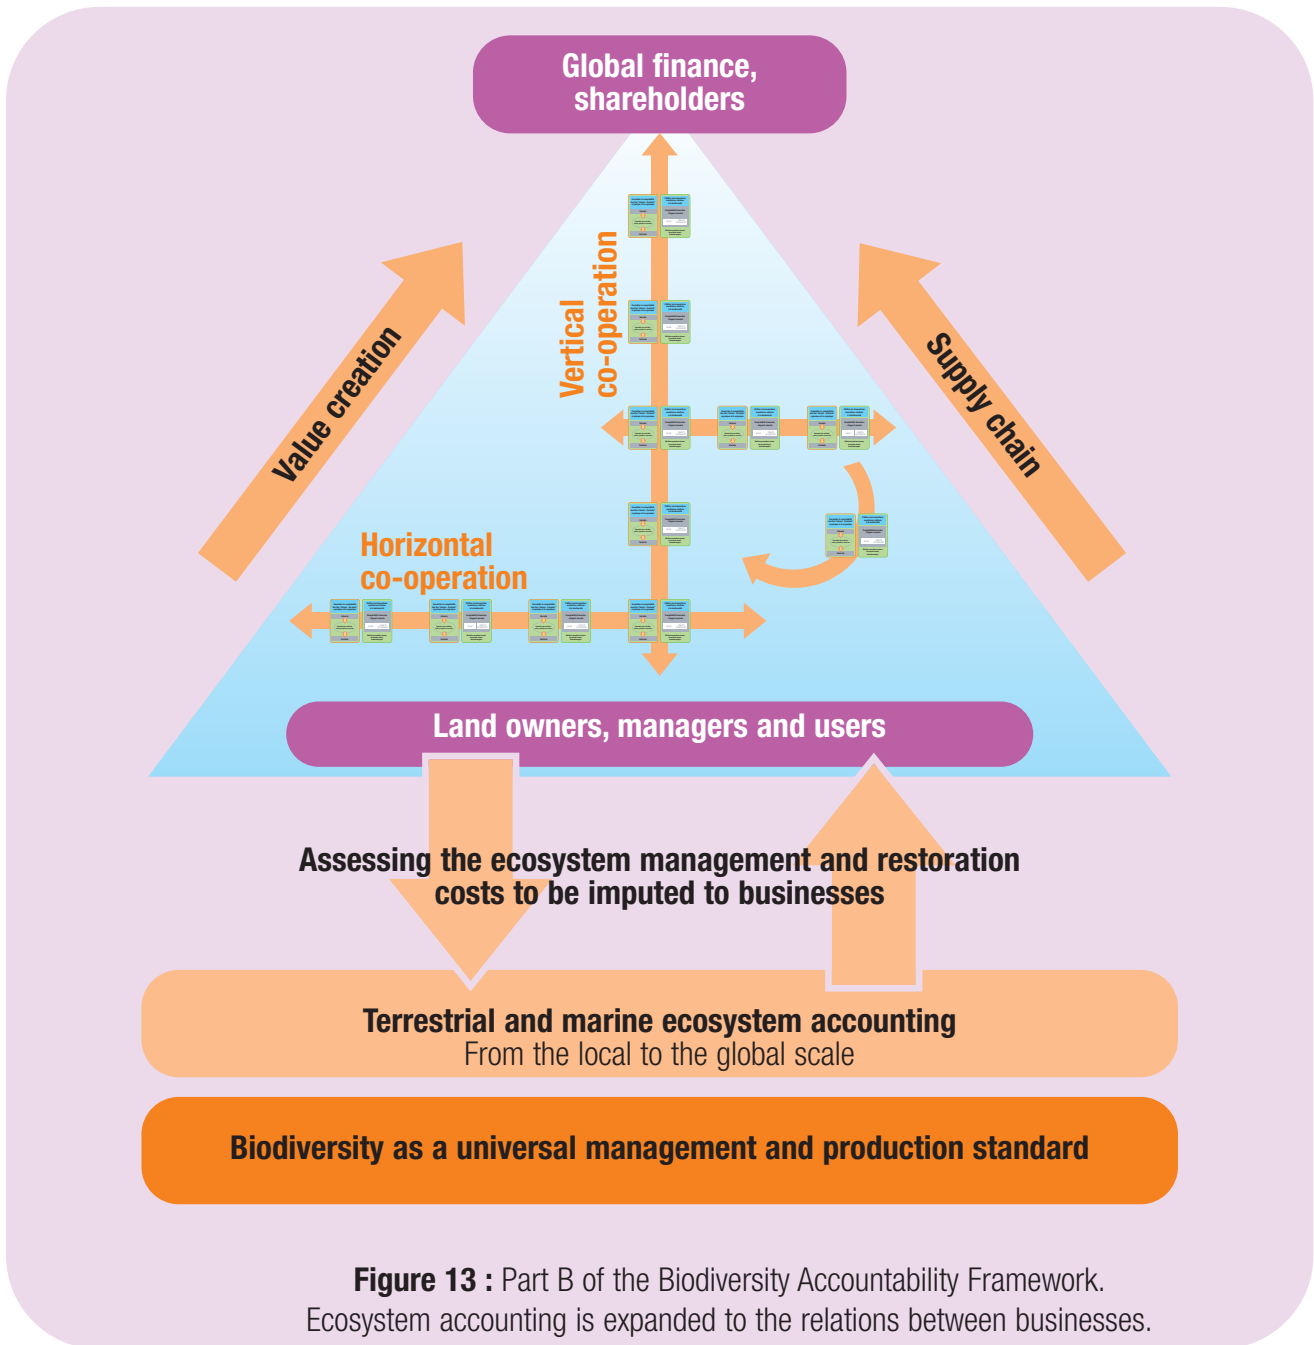 Global finance,
shareholders
Vertical
co-operation
Value creation
Supply chain
Horizontal
co-operation
Land owners, managers and users
Assessing the ecosystem management and restoration
costs to be imputed to businesses
Terrestrial and marine ecosystem accounting
From the local to the global scale
Biodiversity as a universal management and production standard
Figure 13 : Part B of the Biodiversity Accountability Framework.
Ecosystem accounting is expanded to the relations between businesses.